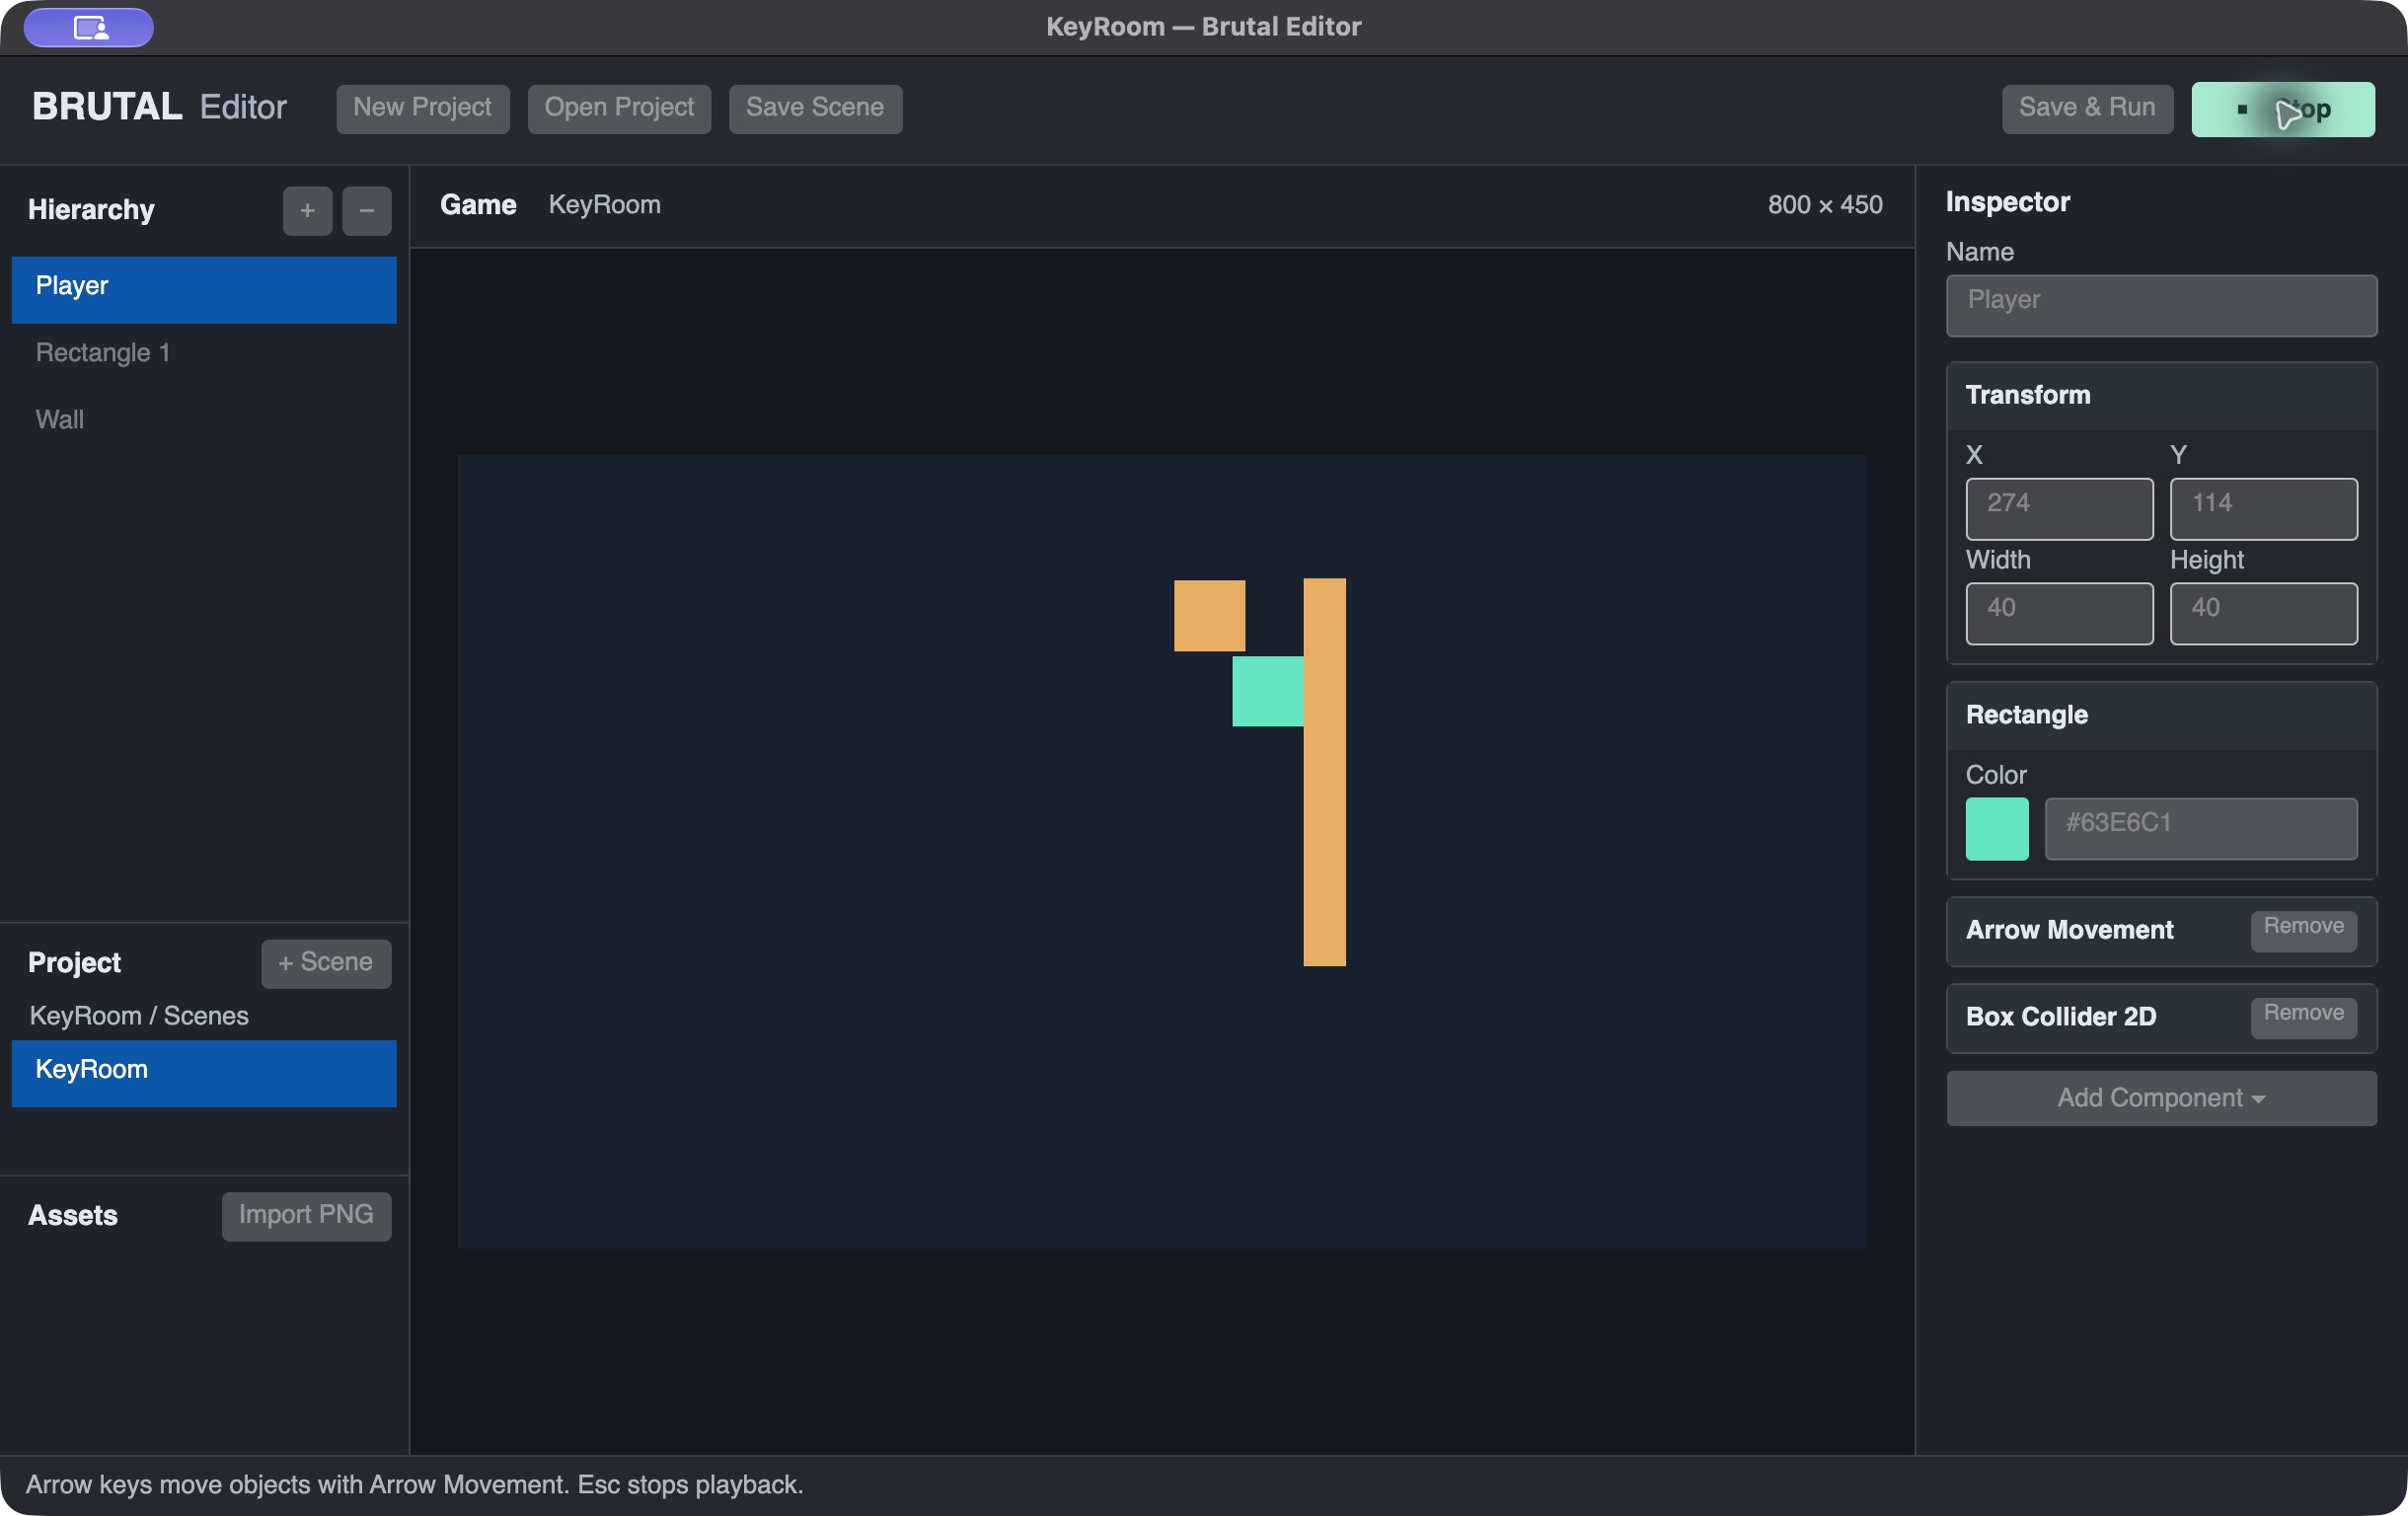 KeyRoom — Brutal Editor
BRUTAL Editor
New Project
Open Project
Save Scene
Save & Run
Hierarchy
+
−
Player
Rectangle 1
Wall
Project
+ Scene
KeyRoom / Scenes
KeyRoom
Assets
Import PNG
Game KeyRoom
800 × 450
Inspector
Name
Player
Transform
X Y
274 114
Width Height
40 40
Rectangle
Color
#63E6C1
Arrow Movement Remove
Box Collider 2D Remove
Add Component
Arrow keys move objects with Arrow Movement. Esc stops playback.